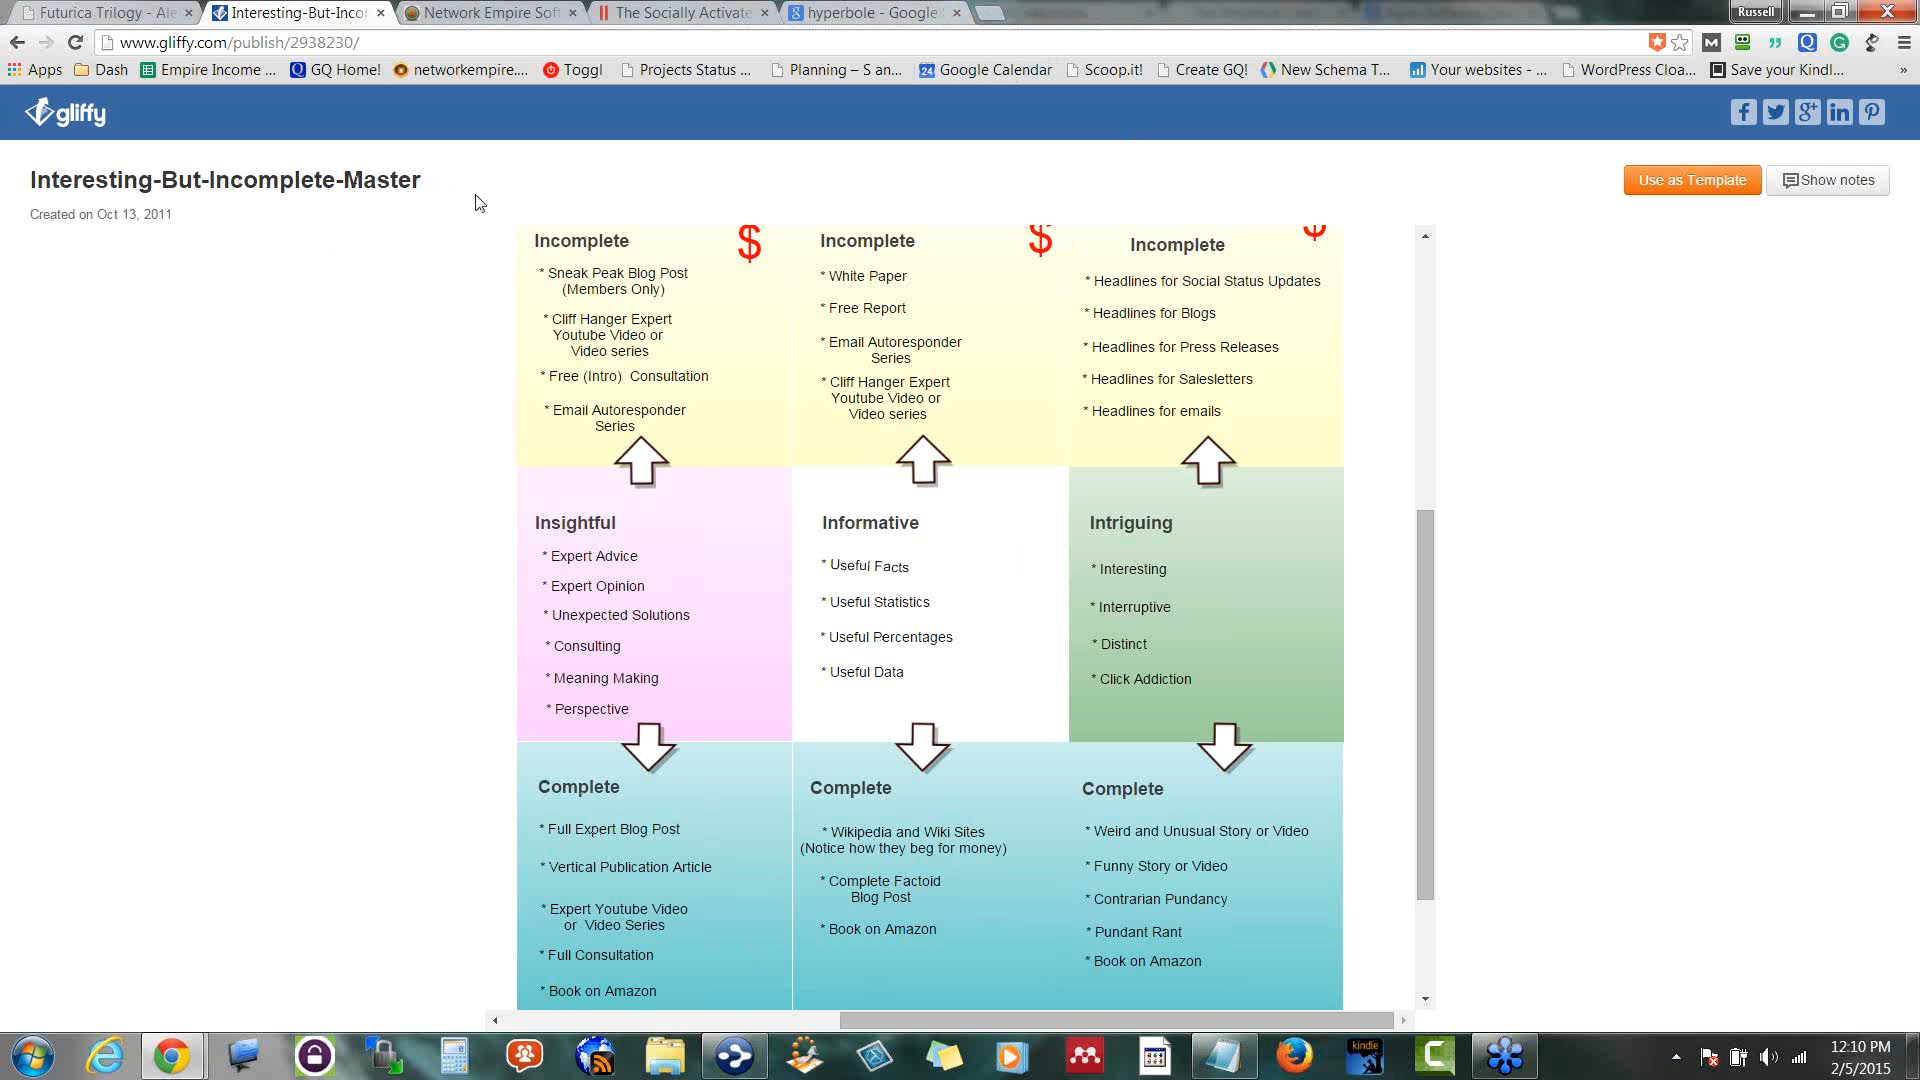 Futurica Trilogy - Ale
Interesting-But-Incor
Network Empire Soft
The Socially Activate
hyperbole - Google
Russell
www.gliffy.com/publish/2938230/
Apps
Dash
Empire Income ...
GQ Home!
networkempire....
Toggl
Projects Status ...
Planning – S an...
24
Google Calendar
Scoop.it!
Create GQ!
New Schema T...
Your websites - ...
WordPress Cloa...
Save your Kindl...
»
gliffy
Interesting-But-Incomplete-Master
Created on Oct 13, 2011
Use as Template
Show notes
Incomplete
$
* Sneak Peak Blog Post
(Members Only)
* Cliff Hanger Expert
Youtube Video or
Video series
* Free (Intro) Consultation
* Email Autoresponder
Series
Incomplete
$
* White Paper
* Free Report
* Email Autoresponder
Series
* Cliff Hanger Expert
Youtube Video or
Video series
Incomplete
$
* Headlines for Social Status Updates
* Headlines for Blogs
* Headlines for Press Releases
* Headlines for Salesletters
* Headlines for emails
Insightful
* Expert Advice
* Expert Opinion
* Unexpected Solutions
* Consulting
* Meaning Making
* Perspective
Informative
* Useful Facts
* Useful Statistics
* Useful Percentages
* Useful Data
Intriguing
* Interesting
* Interruptive
* Distinct
* Click Addiction
Complete
* Full Expert Blog Post
* Vertical Publication Article
* Expert Youtube Video
or Video Series
* Full Consultation
* Book on Amazon
Complete
* Wikipedia and Wiki Sites
(Notice how they beg for money)
* Complete Factoid
Blog Post
* Book on Amazon
Complete
* Weird and Unusual Story or Video
* Funny Story or Video
* Contrarian Pundancy
* Pundant Rant
* Book on Amazon
kindle
12:10 PM
2/5/2015